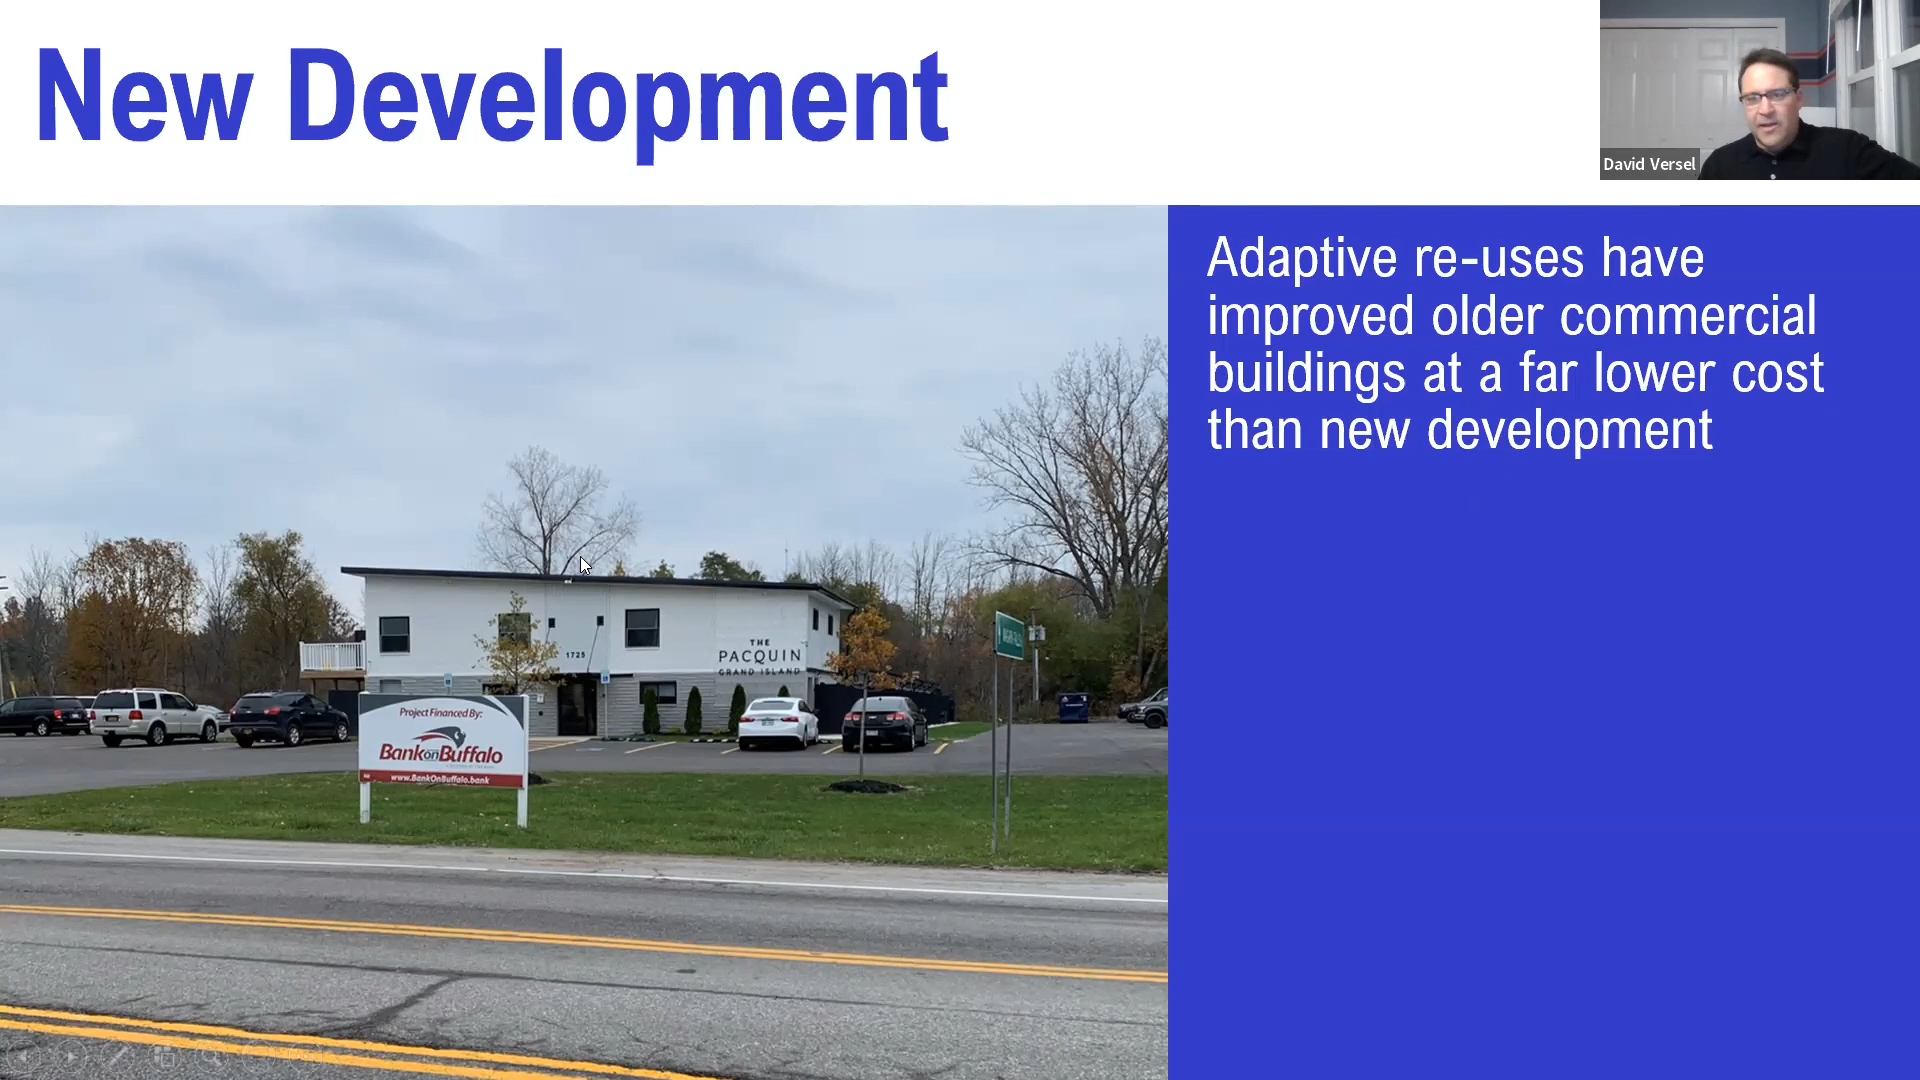 New Development
David Versel
Adaptive re-uses have
improved older commercial
buildings at a far lower cost
than new development
THE
PACQUIN
GRAND ISLAND
1725
Project Financed By:
BankonBuffalo
www.BankOnBuffalo.bank